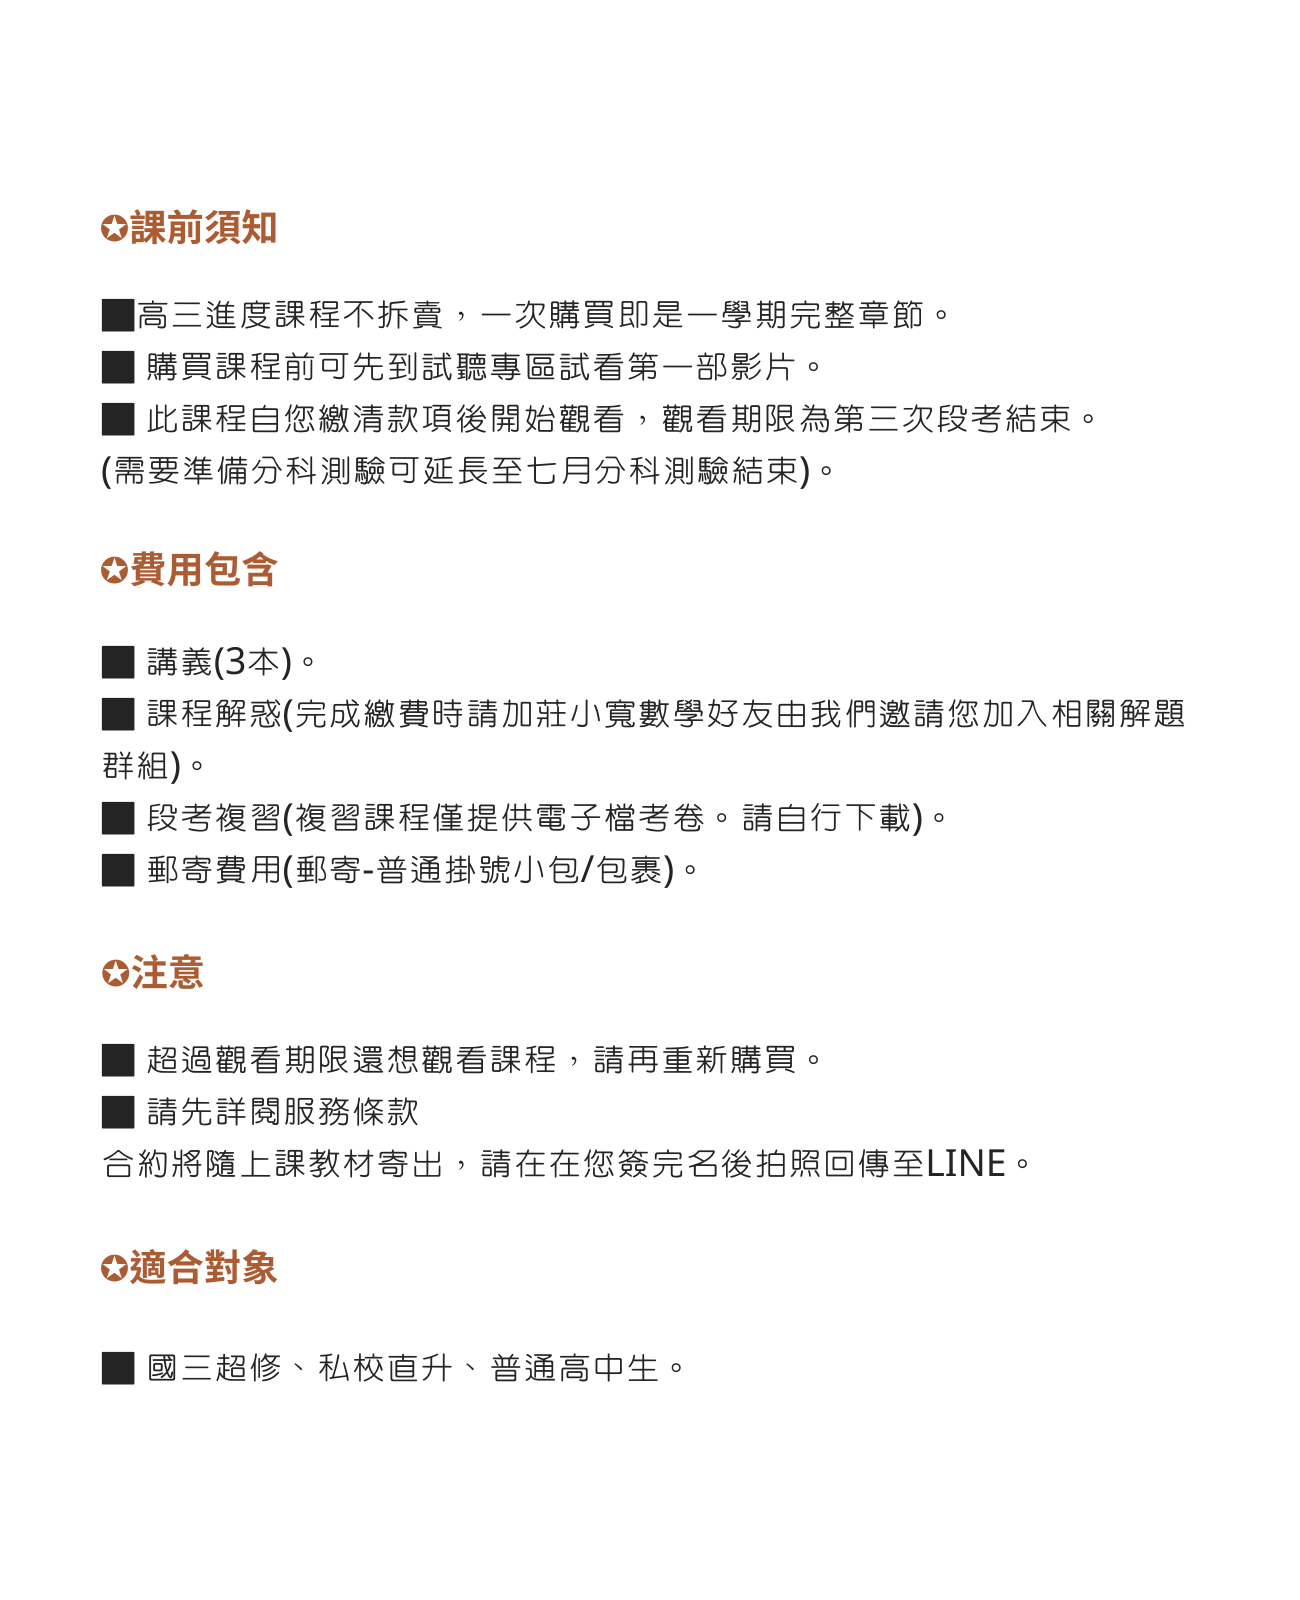 ✪課前須知
■高三進度課程不拆賣，一次購買即是一學期完整章節。
■ 購買課程前可先到試聽專區試看第一部影片。
■ 此課程自您繳清款項後開始觀看，觀看期限為第三次段考結束。
(需要準備分科測驗可延長至七月分科測驗結束)。
✪費用包含
■ 講義(3本)。
■ 課程解惑(完成繳費時請加莊小寬數學好友由我們邀請您加入相關解題
群組)。
■ 段考複習(複習課程僅提供電子檔考卷。請自行下載)。
■ 郵寄費用(郵寄-普通掛號小包/包裹)。
✪注意
■ 超過觀看期限還想觀看課程，請再重新購買。
■ 請先詳閱服務條款
合約將隨上課教材寄出，請在在您簽完名後拍照回傳至LINE。
✪適合對象
■ 國三超修、私校直升、普通高中生。